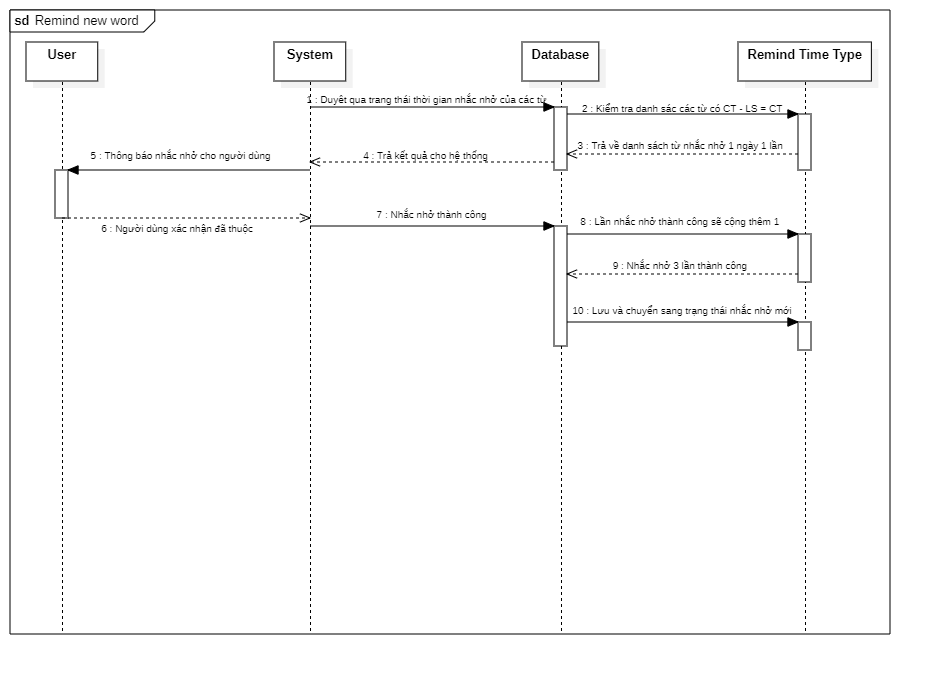 sd Remind new word
User
System
Database
Remind Time Type
1 : Duyệt qua trạng thái thời gian nhắc nhở của các từ
2 : Kiểm tra danh sác các từ có CT - LS = CT
3 : Trả về danh sách từ nhắc nhở 1 ngày 1 lần
4 : Trả kết quả cho hệ thống
5 : Thông báo nhắc nhở cho người dùng
6 : Người dùng xác nhận đã thuộc
7 : Nhắc nhở thành công
8 : Lần nhắc nhở thành công sẽ cộng thêm 1
9 : Nhắc nhở 3 lần thành công
10 : Lưu và chuyển sang trạng thái nhắc nhở mới